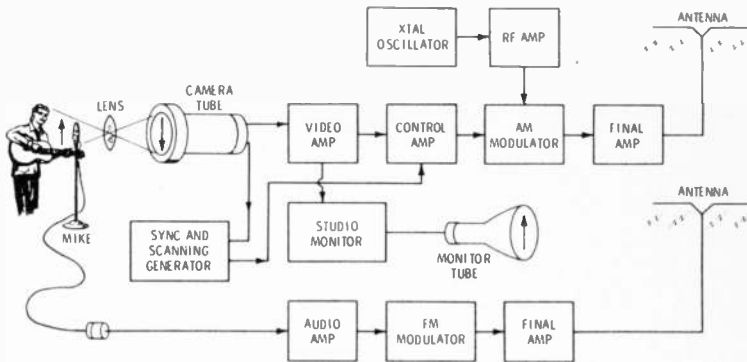 XTAL
OSCILLATOR
RF AMP
ANTENNA
LENS
CAMERA
TUBE
VIDEO
AMP
CONTROL
AMP
AM
MODULATOR
FINAL
AMP
MIKE
SYNC AND
SCANNING
GENERATOR
STUDIO
MONITOR
MONITOR
TUBE
ANTENNA
AUDIO
AMP
FM
MODULATOR
FINAL
AMP